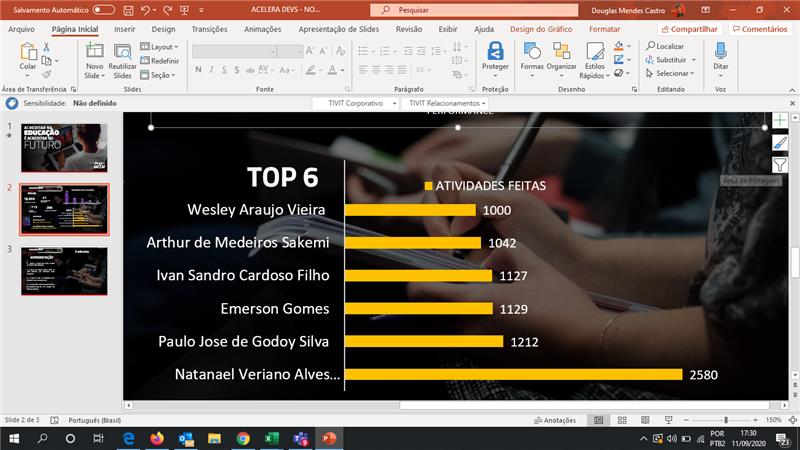 Salvamento Automático
ACELERA DEVS - NO...
Pesquisar
Douglas Mendes Castro
Arquivo
Página Inicial
Inserir
Design
Transições
Animações
Apresentação de Slides
Revisão
Exibir
Ajuda
Design do Gráfico
Formatar
Compartilhar
Comentários
Colar
Novo Slide
Reutilizar Slides
Layout
Redefinir
Seção
Proteger
Formas
Organizar
Estilos Rápidos
Localizar
Substituir
Selecionar
Ditar
Área de Transferência
Slides
Fonte
Parágrafo
Proteção
Desenho
Edição
Voz
Sensibilidade: Não definido
TIVIT Corporativo
TIVIT Relacionamentos
1
ACREDITAR NA
EDUCAÇÃO
É ACREDITAR NO
FUTURO
2
3
APRESENTAÇÃO
PERFORMANCE
Área de Plotagem
TOP 6
ATIVIDADES FEITAS
Wesley Araujo Vieira 1000
Arthur de Medeiros Sakemi 1042
Ivan Sandro Cardoso Filho 1127
Emerson Gomes 1129
Paulo Jose de Godoy Silva 1212
Natanael Veriano Alves... 2580
Slide 2 de 3
Português (Brasil)
Anotações
150%
POR
PTB2
17:30
11/09/2020
23